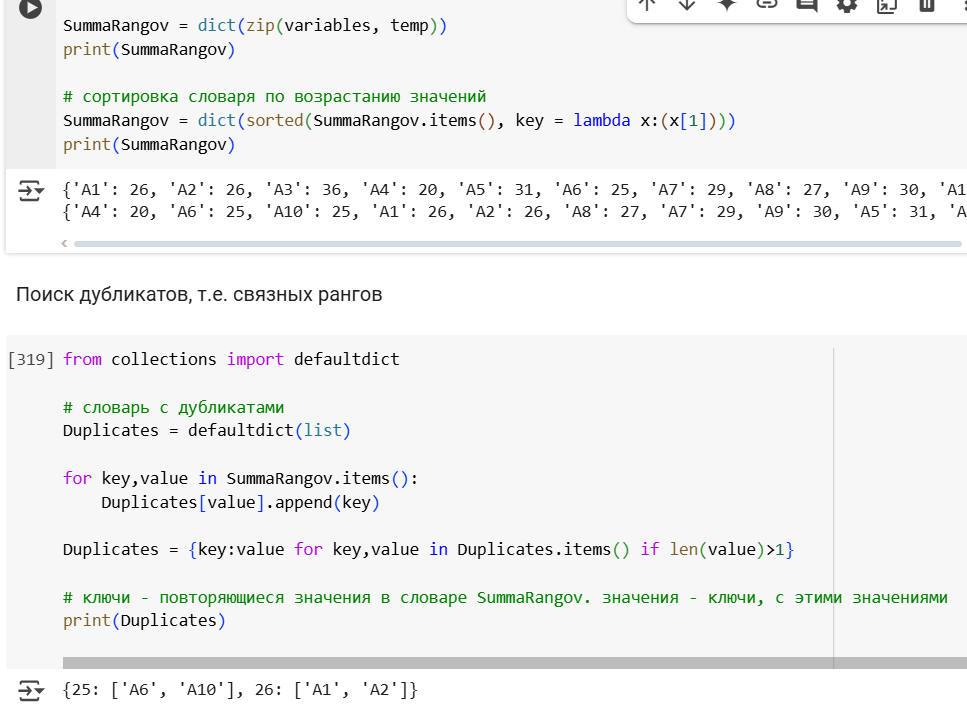 SummaRangov = dict(zip(variables, temp))
print(SummaRangov)
# сортировка словаря по возрастанию значений
SummaRangov = dict(sorted(SummaRangov.items(), key = lambda x:(x[1])))
print(SummaRangov)
{'A1': 26, 'A2': 26, 'A3': 36, 'A4': 20, 'A5': 31, 'A6': 25, 'A7': 29, 'A8': 27, 'A9': 30, 'A1
{'A4': 20, 'A6': 25, 'A10': 25, 'A1': 26, 'A2': 26, 'A8': 27, 'A7': 29, 'A9': 30, 'A5': 31, 'A
Поиск дубликатов, т.е. связных рангов
[319] from collections import defaultdict
# словарь с дубликатами
Duplicates = defaultdict(list)
for key,value in SummaRangov.items():
    Duplicates[value].append(key)
Duplicates = {key:value for key,value in Duplicates.items() if len(value)>1}
# ключи - повторяющиеся значения в словаре SummaRangov. значения - ключи, с этими значениями
print(Duplicates)
{25: ['A6', 'A10'], 26: ['A1', 'A2']}